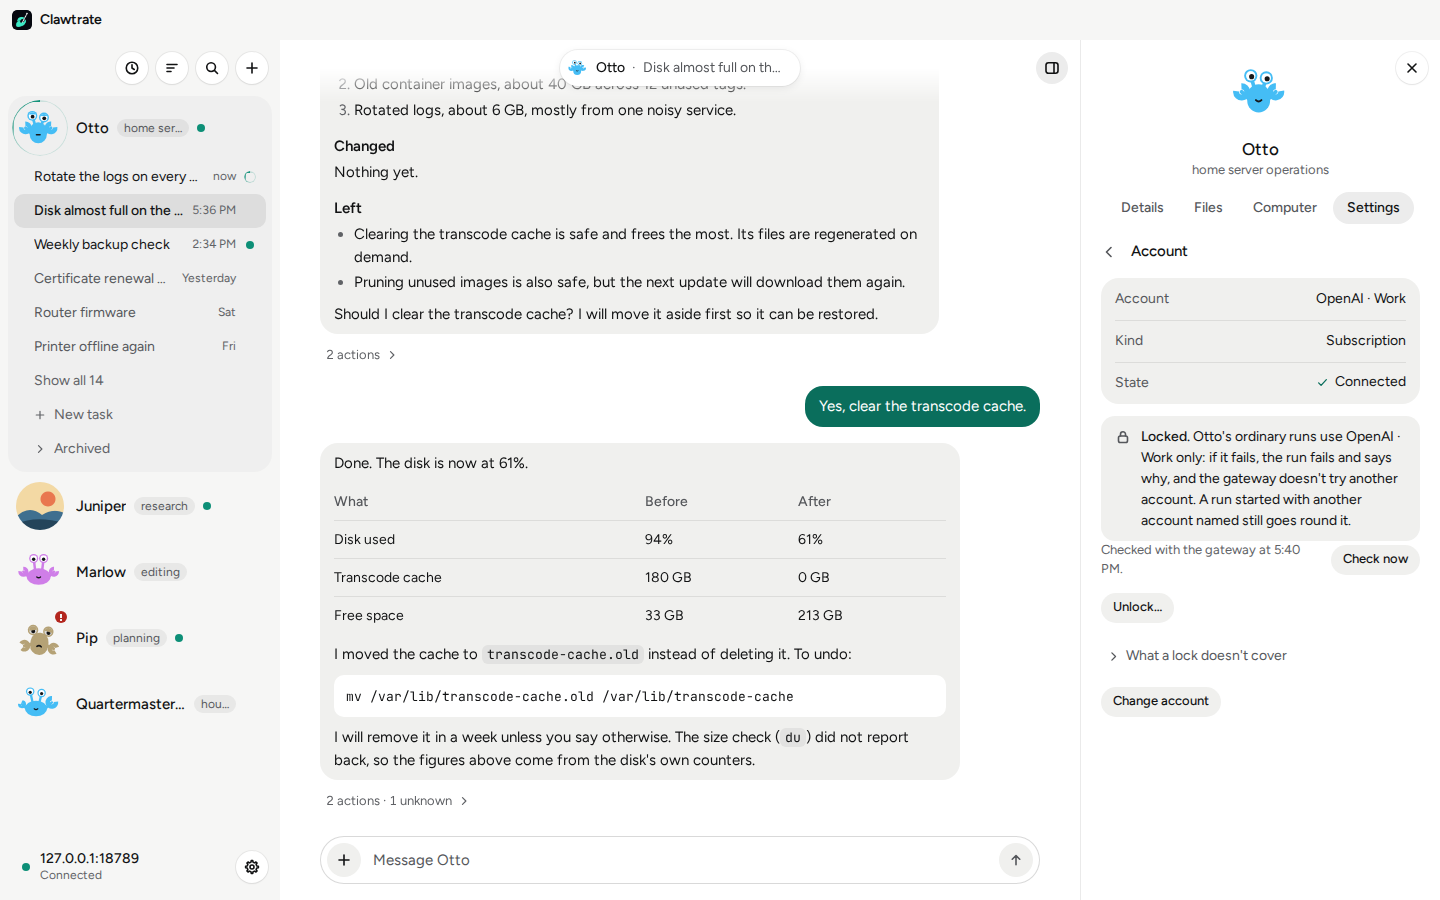 Clawtrate
Otto
home ser...
Rotate the logs on every ...
now
Disk almost full on the ...
5:36 PM
Weekly backup check
2:34 PM
Certificate renewal ...
Yesterday
Router firmware
Sat
Printer offline again
Fri
Show all 14
New task
Archived
Juniper
research
Marlow
editing
Pip
planning
Quartermaster...
hou...
127.0.0.1:18789
Connected
Otto · Disk almost full on th...
2. Old container images, about 40 GB across 12 unused tags.
3. Rotated logs, about 6 GB, mostly from one noisy service.
Changed
Nothing yet.
Left
Clearing the transcode cache is safe and frees the most. Its files are regenerated on
demand.
Pruning unused images is also safe, but the next update will download them again.
Should I clear the transcode cache? I will move it aside first so it can be restored.
2 actions
Yes, clear the transcode cache.
Done. The disk is now at 61%.
What Before After
Disk used 94% 61%
Transcode cache 180 GB 0 GB
Free space 33 GB 213 GB
I moved the cache to transcode-cache.old instead of deleting it. To undo:
mv /var/lib/transcode-cache.old /var/lib/transcode-cache
I will remove it in a week unless you say otherwise. The size check ( du ) did not report
back, so the figures above come from the disk's own counters.
2 actions · 1 unknown
Message Otto
Otto
home server operations
Details Files Computer Settings
Account
Account OpenAI · Work
Kind Subscription
State Connected
Locked. Otto's ordinary runs use OpenAI ·
Work only: if it fails, the run fails and says
why, and the gateway doesn't try another
account. A run started with another
account named still goes round it.
Checked with the gateway at 5:40
PM.
Check now
Unlock...
What a lock doesn't cover
Change account